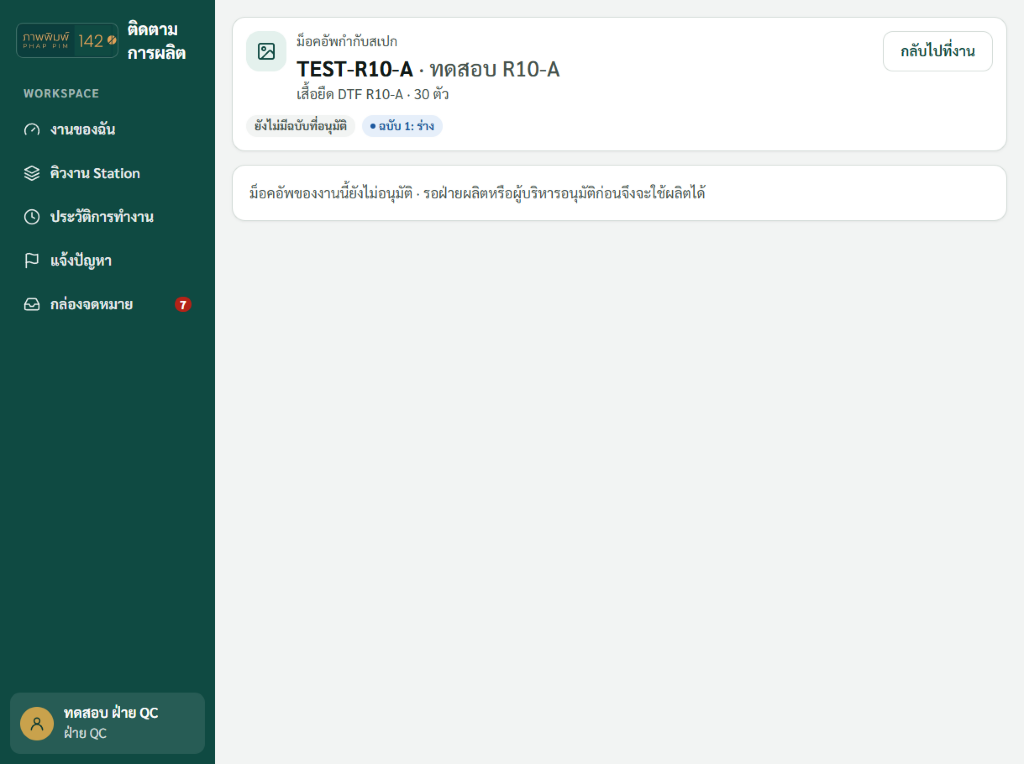 ภาพพิมพ์ 142
PHAP PIM
ติดตาม
การผลิต
WORKSPACE
งานของฉัน
คิวงาน Station
ประวัติการทำงาน
แจ้งปัญหา
กล่องจดหมาย 7
ทดสอบ ฝ่าย QC
ฝ่าย QC
ม็อคอัพกำกับสเปก
TEST-R10-A · ทดสอบ R10-A
เสื้อยืด DTF R10-A · 30 ตัว
ยังไม่มีฉบับที่อนุมัติ ฉบับ 1: ร่าง
กลับไปที่งาน
ม็อคอัพของงานนี้ยังไม่อนุมัติ · รอฝ่ายผลิตหรือผู้บริหารอนุมัติก่อนจึงจะใช้ผลิตได้